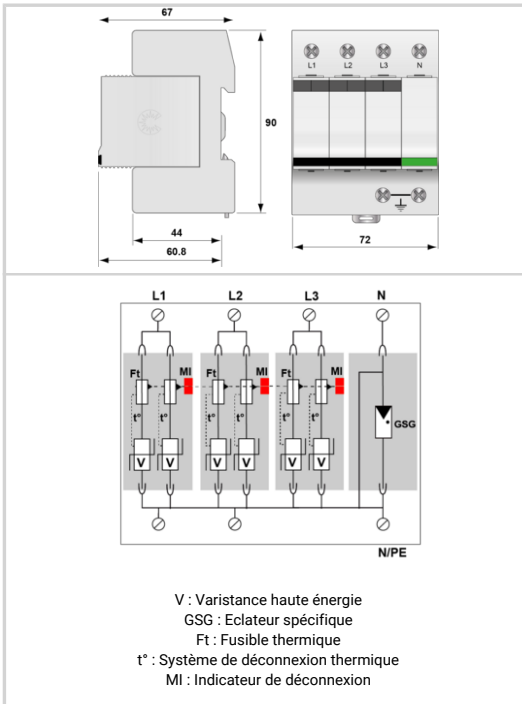 67
L1 L2 L3 N
90
44
60.8
72
L1 L2 L3 N
Ft MI Ft MI Ft MI
t° t° t° t° t° t°
GSG
V V V V V V
N/PE
V : Varistance haute énergie
GSG : Eclateur spécifique
Ft : Fusible thermique
t° : Système de déconnexion thermique
MI : Indicateur de déconnexion